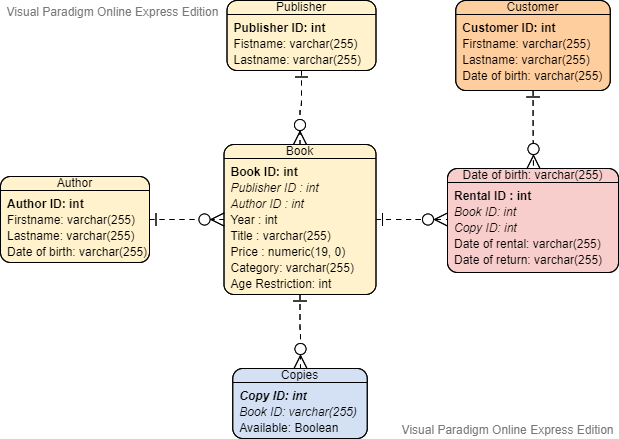 Visual Paradigm Online Express Edition
Publisher
Publisher ID: int
Fistname: varchar(255)
Lastname: varchar(255)
Customer
Customer ID: int
Firstname: varchar(255)
Lastname: varchar(255)
Date of birth: varchar(255)
Author
Author ID: int
Firstname: varchar(255)
Lastname: varchar(255)
Date of birth: varchar(255)
Book
Book ID: int
Publisher ID : int
Author ID : int
Year : int
Title : varchar(255)
Price : numeric(19, 0)
Category: varchar(255)
Age Restriction: int
Date of birth: varchar(255)
Rental ID : int
Book ID: int
Copy ID: int
Date of rental: varchar(255)
Date of return: varchar(255)
Copies
Copy ID: int
Book ID: varchar(255)
Available: Boolean
Visual Paradigm Online Express Edition